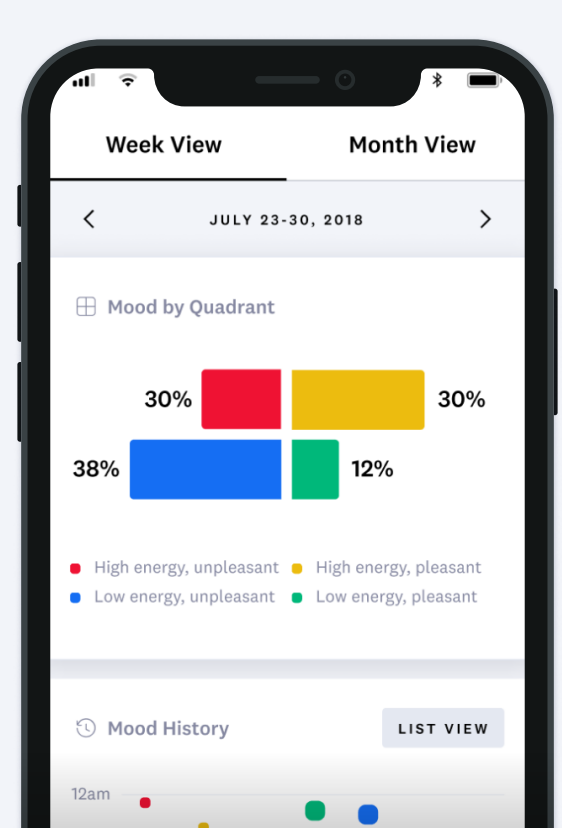 Week View Month View
JULY 23-30, 2018
Mood by Quadrant
30% 30%
38% 12%
High energy, unpleasant High energy, pleasant
Low energy, unpleasant Low energy, pleasant
Mood History LIST VIEW
12am